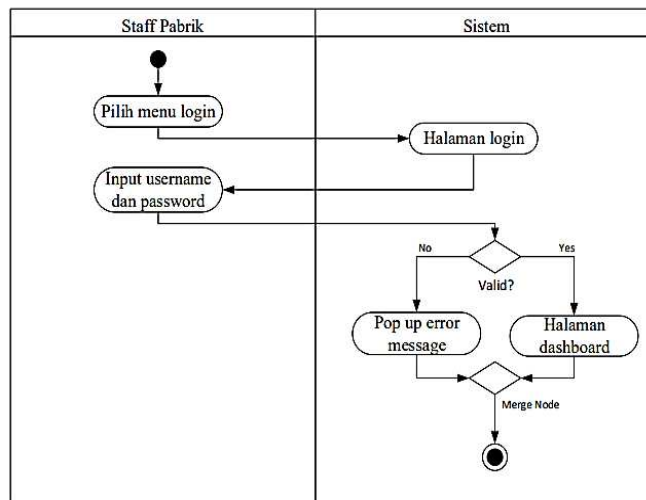 Staff Pabrik
Sistem
Pilih menu login
Halaman login
Input username
dan password
No
Yes
Valid?
Pop up error
message
Halaman
dashboard
Merge Node